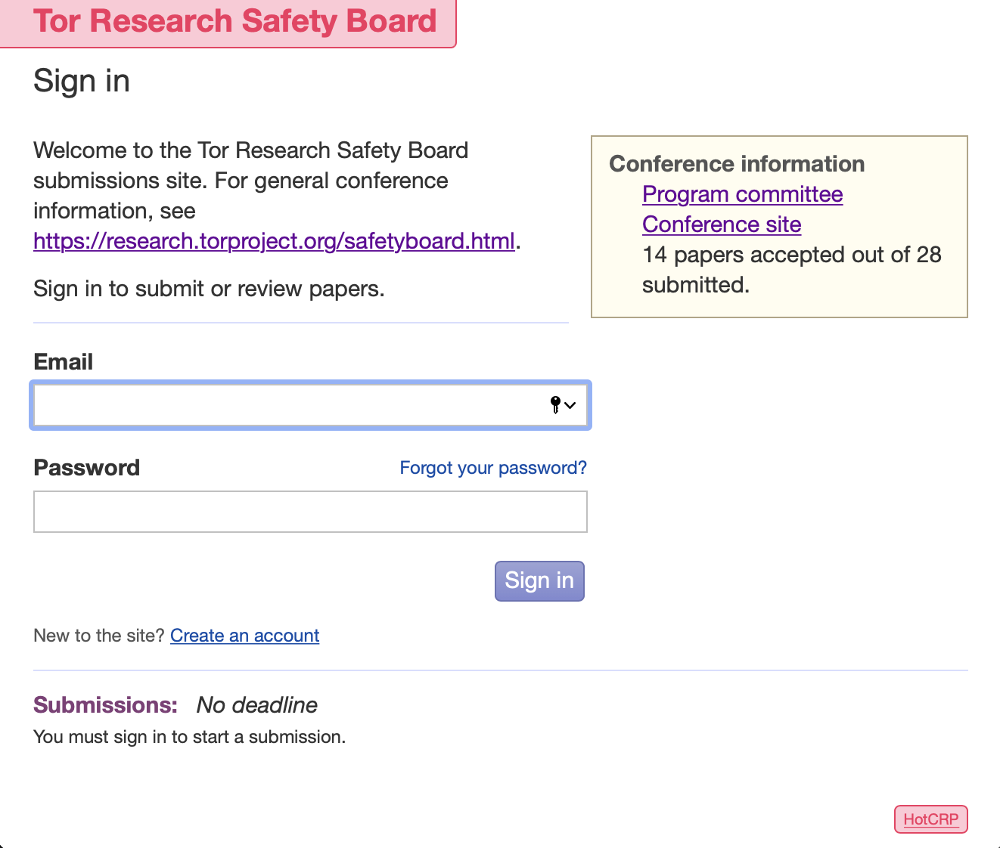 Tor Research Safety Board
Sign in
Welcome to the Tor Research Safety Board
submissions site. For general conference
information, see
https://research.torproject.org/safetyboard.html.
Sign in to submit or review papers.
Conference information
Program committee
Conference site
14 papers accepted out of 28
submitted.
Email
Password
Forgot your password?
Sign in
New to the site? Create an account
Submissions: No deadline
You must sign in to start a submission.
HotCRP